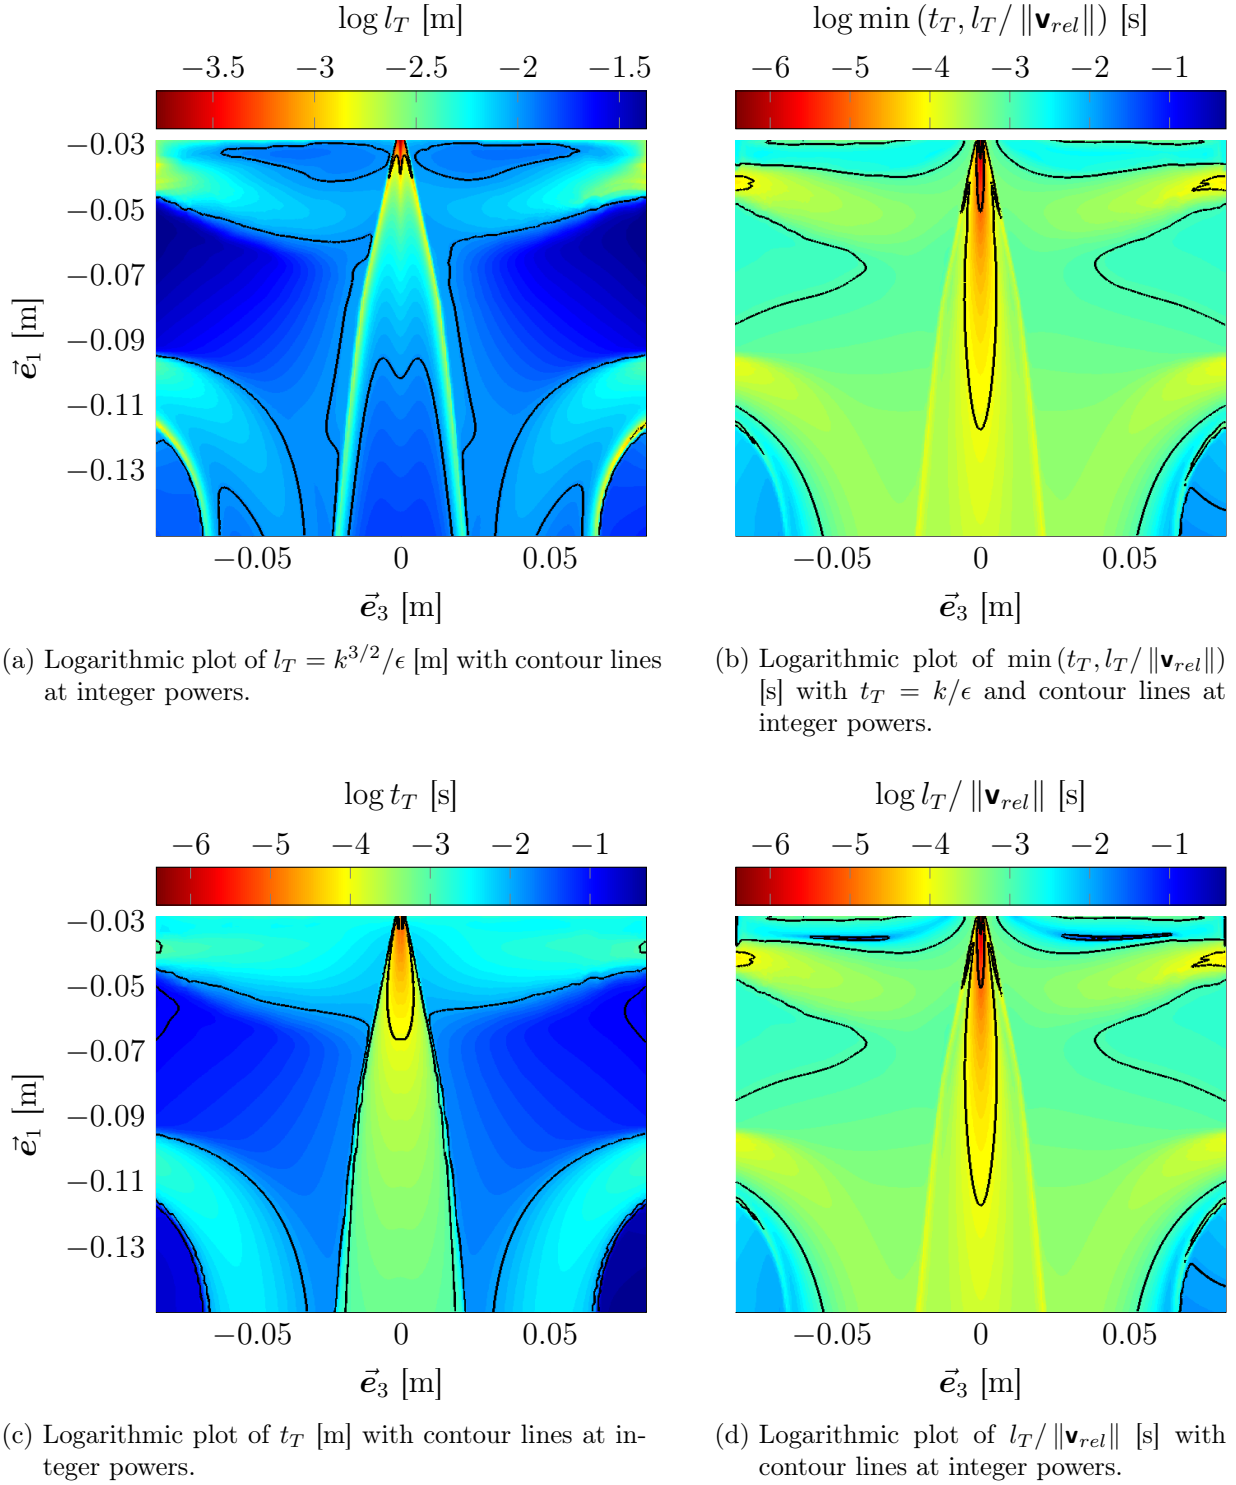 log l_T [m]
−3.5 −3 −2.5 −2 −1.5
−0.03
−0.05
−0.07
−0.09
−0.11
−0.13
e⃗_1 [m]
−0.05 0 0.05
e⃗_3 [m]
(a) Logarithmic plot of l_T = k^{3/2}/ϵ [m] with contour lines
at integer powers.
log min (t_T, l_T/ ‖v_rel‖) [s]
−6 −5 −4 −3 −2 −1
−0.05 0 0.05
e⃗_3 [m]
(b) Logarithmic plot of min (t_T, l_T/ ‖v_rel‖)
[s] with t_T = k/ϵ and contour lines at
integer powers.
log t_T [s]
−6 −5 −4 −3 −2 −1
−0.03
−0.05
−0.07
−0.09
−0.11
−0.13
e⃗_1 [m]
−0.05 0 0.05
e⃗_3 [m]
(c) Logarithmic plot of t_T [m] with contour lines at in-
teger powers.
log l_T/ ‖v_rel‖ [s]
−6 −5 −4 −3 −2 −1
−0.05 0 0.05
e⃗_3 [m]
(d) Logarithmic plot of l_T/ ‖v_rel‖ [s] with
contour lines at integer powers.